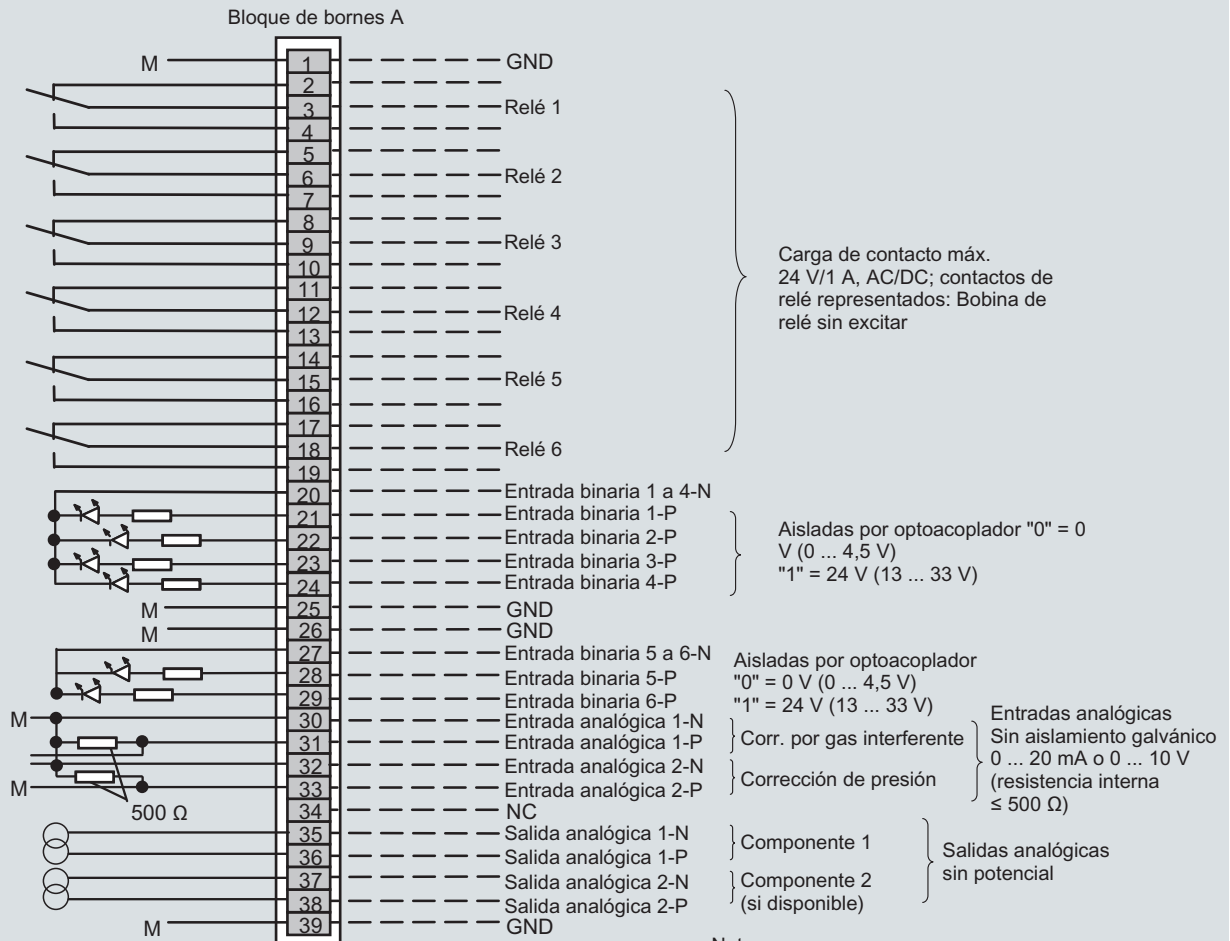 Bloque de bornes A
M 1 GND
2
3 Relé 1
4
5
6 Relé 2
7
8
9 Relé 3
10
11
12 Relé 4
13
14
15 Relé 5
16
17
18 Relé 6
19
Carga de contacto máx.
24 V/1 A, AC/DC; contactos de
relé representados: Bobina de
relé sin excitar
20 Entrada binaria 1 a 4-N
21 Entrada binaria 1-P
22 Entrada binaria 2-P
23 Entrada binaria 3-P
24 Entrada binaria 4-P
Aisladas por optoacoplador "0" = 0
V (0 ... 4,5 V)
"1" = 24 V (13 ... 33 V)
M 25 GND
M 26 GND
27 Entrada binaria 5 a 6-N
28 Entrada binaria 5-P
29 Entrada binaria 6-P
Aisladas por optoacoplador
"0" = 0 V (0 ... 4,5 V)
"1" = 24 V (13 ... 33 V)
M 30 Entrada analógica 1-N
31 Entrada analógica 1-P
Corr. por gas interferente
32 Entrada analógica 2-N
M 33 Entrada analógica 2-P
Corrección de presión
Entradas analógicas
Sin aislamiento galvánico
0 ... 20 mA o 0 ... 10 V
(resistencia interna
≤ 500 Ω)
500 Ω
34 NC
35 Salida analógica 1-N
36 Salida analógica 1-P
Componente 1
37 Salida analógica 2-N
38 Salida analógica 2-P
Componente 2
(si disponible)
Salidas analógicas
sin potencial
M 39 GND